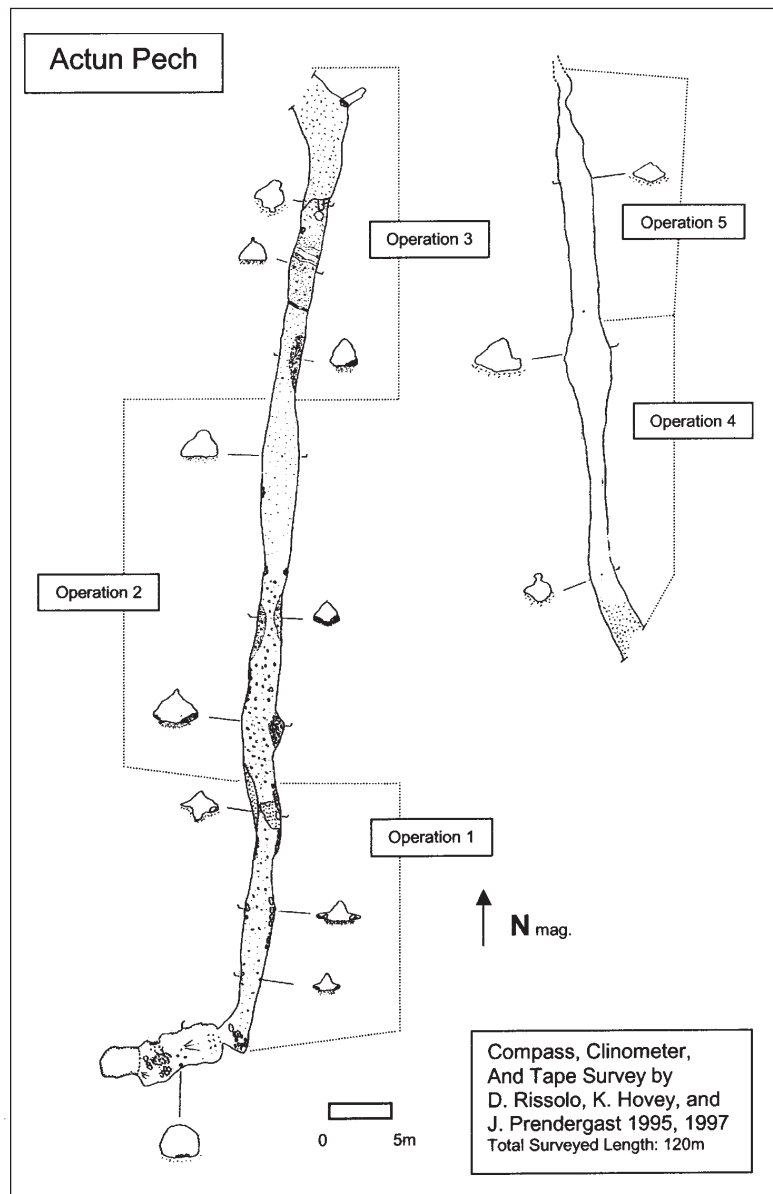 Actun Pech
Operation 3
Operation 5
Operation 4
Operation 2
Operation 1
N mag.
Compass, Clinometer,
And Tape Survey by
D. Rissolo, K. Hovey, and
J. Prendergast 1995, 1997
Total Surveyed Length: 120m
0 5m